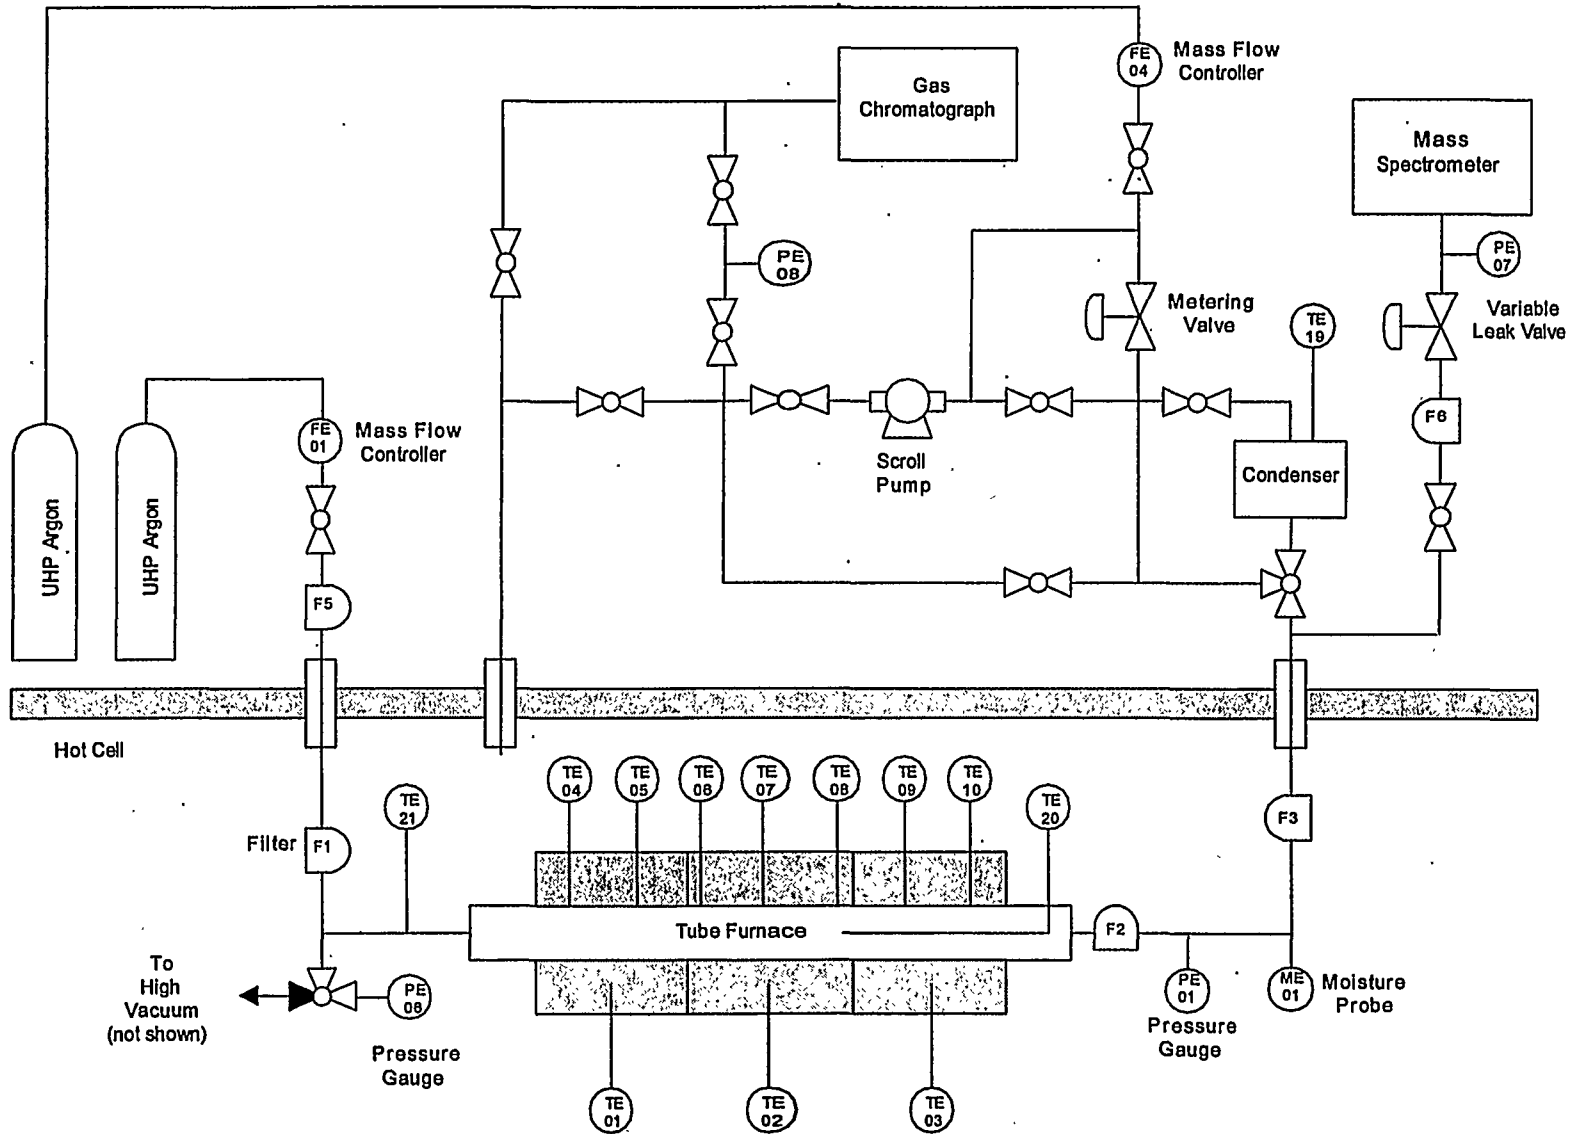 FE
04
Mass Flow
Controller
Gas
Chromatograph
Mass
Spectrometer
PE
08
PE
07
Metering
Valve
TE
19
Variable
Leak Valve
FE
01
Mass Flow
Controller
F6
Scroll
Pump
Condenser
UHP Argon
UHP Argon
F5
Hot Cell
TE
04
TE
05
TE
06
TE
07
TE
08
TE
09
TE
10
TE
21
TE
20
F3
Filter
F1
Tube Furnace
F2
To
High
Vacuum
(not shown)
PE
06
Pressure
Gauge
PE
01
Pressure
Gauge
ME
01
Moisture
Probe
TE
01
TE
02
TE
03